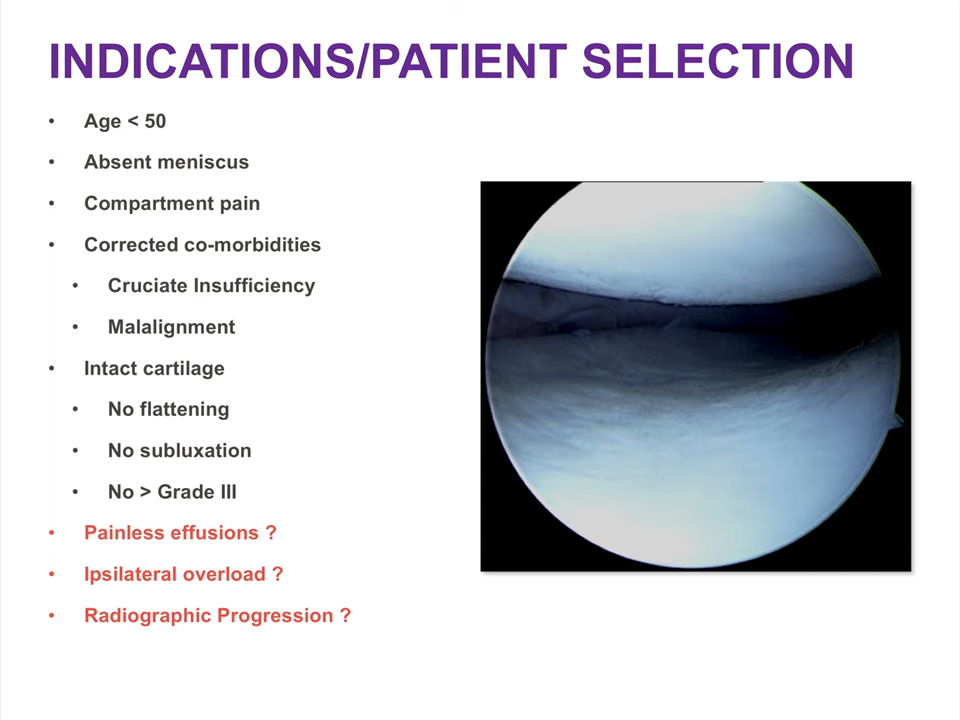 INDICATIONS/PATIENT SELECTION
• Age < 50
• Absent meniscus
• Compartment pain
• Corrected co-morbidities
• Cruciate Insufficiency
• Malalignment
• Intact cartilage
• No flattening
• No subluxation
• No > Grade III
• Painless effusions ?
• Ipsilateral overload ?
• Radiographic Progression ?